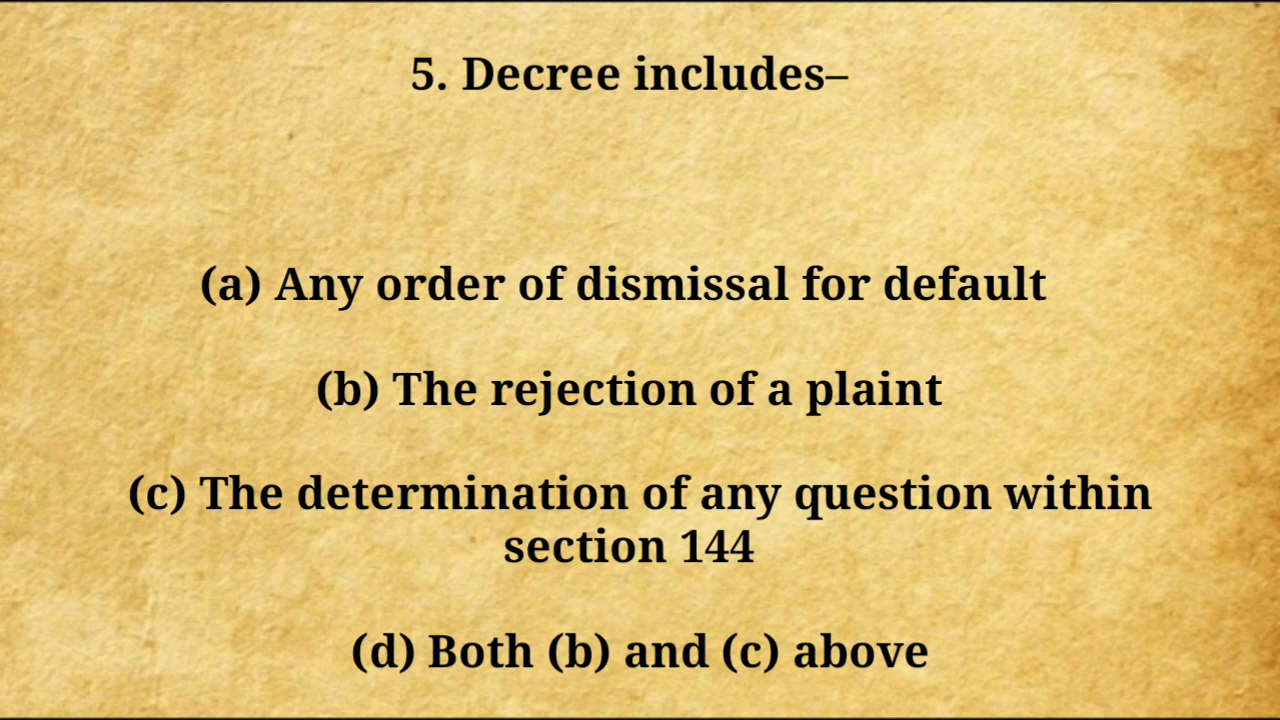 5. Decree includes–
(a) Any order of dismissal for default
(b) The rejection of a plaint
(c) The determination of any question within
section 144
(d) Both (b) and (c) above